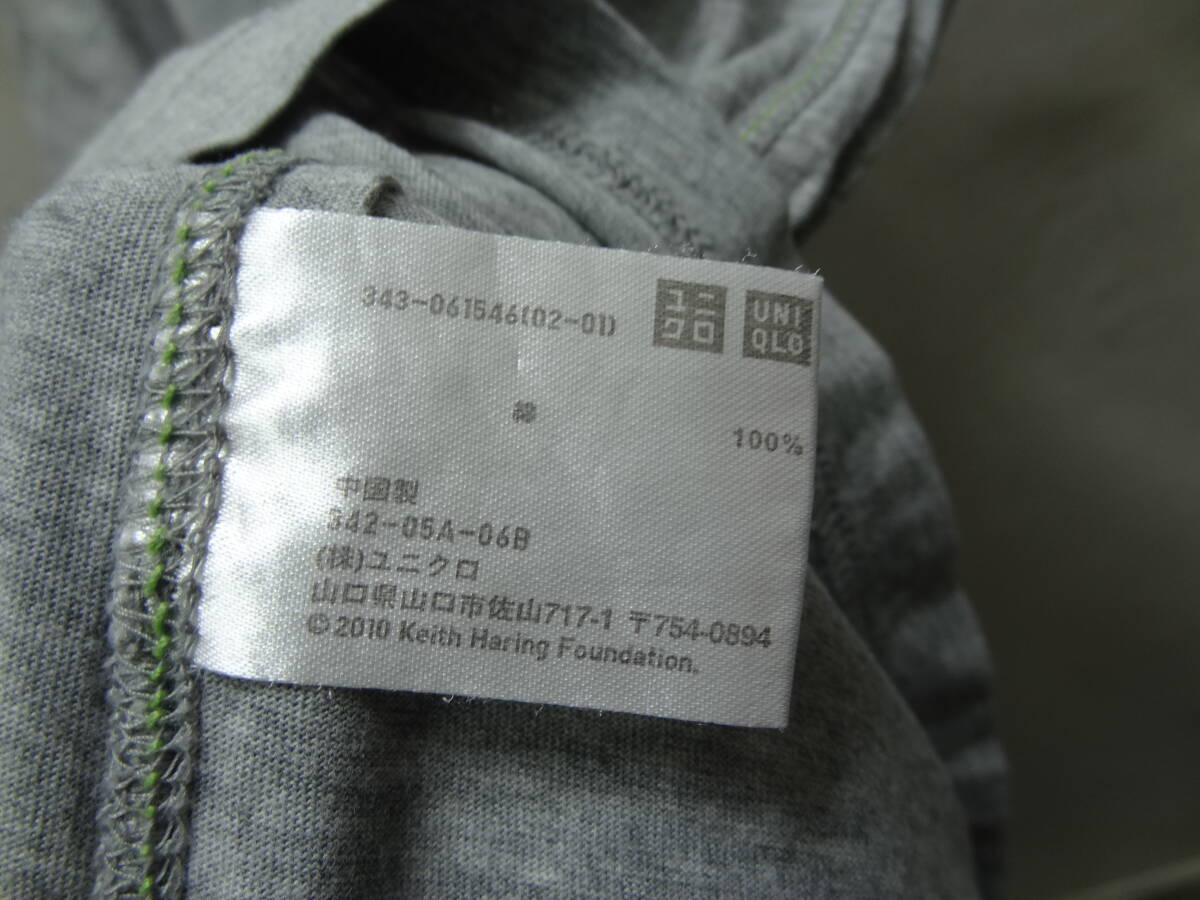 343-061546(02-01)
ユニ
クロ
UNI
QLO
綿
100%
中国製
342-05A-06B
(株)ユニクロ
山口県山口市佐山717-1 〒754-0894
© 2010 Keith Haring Foundation.